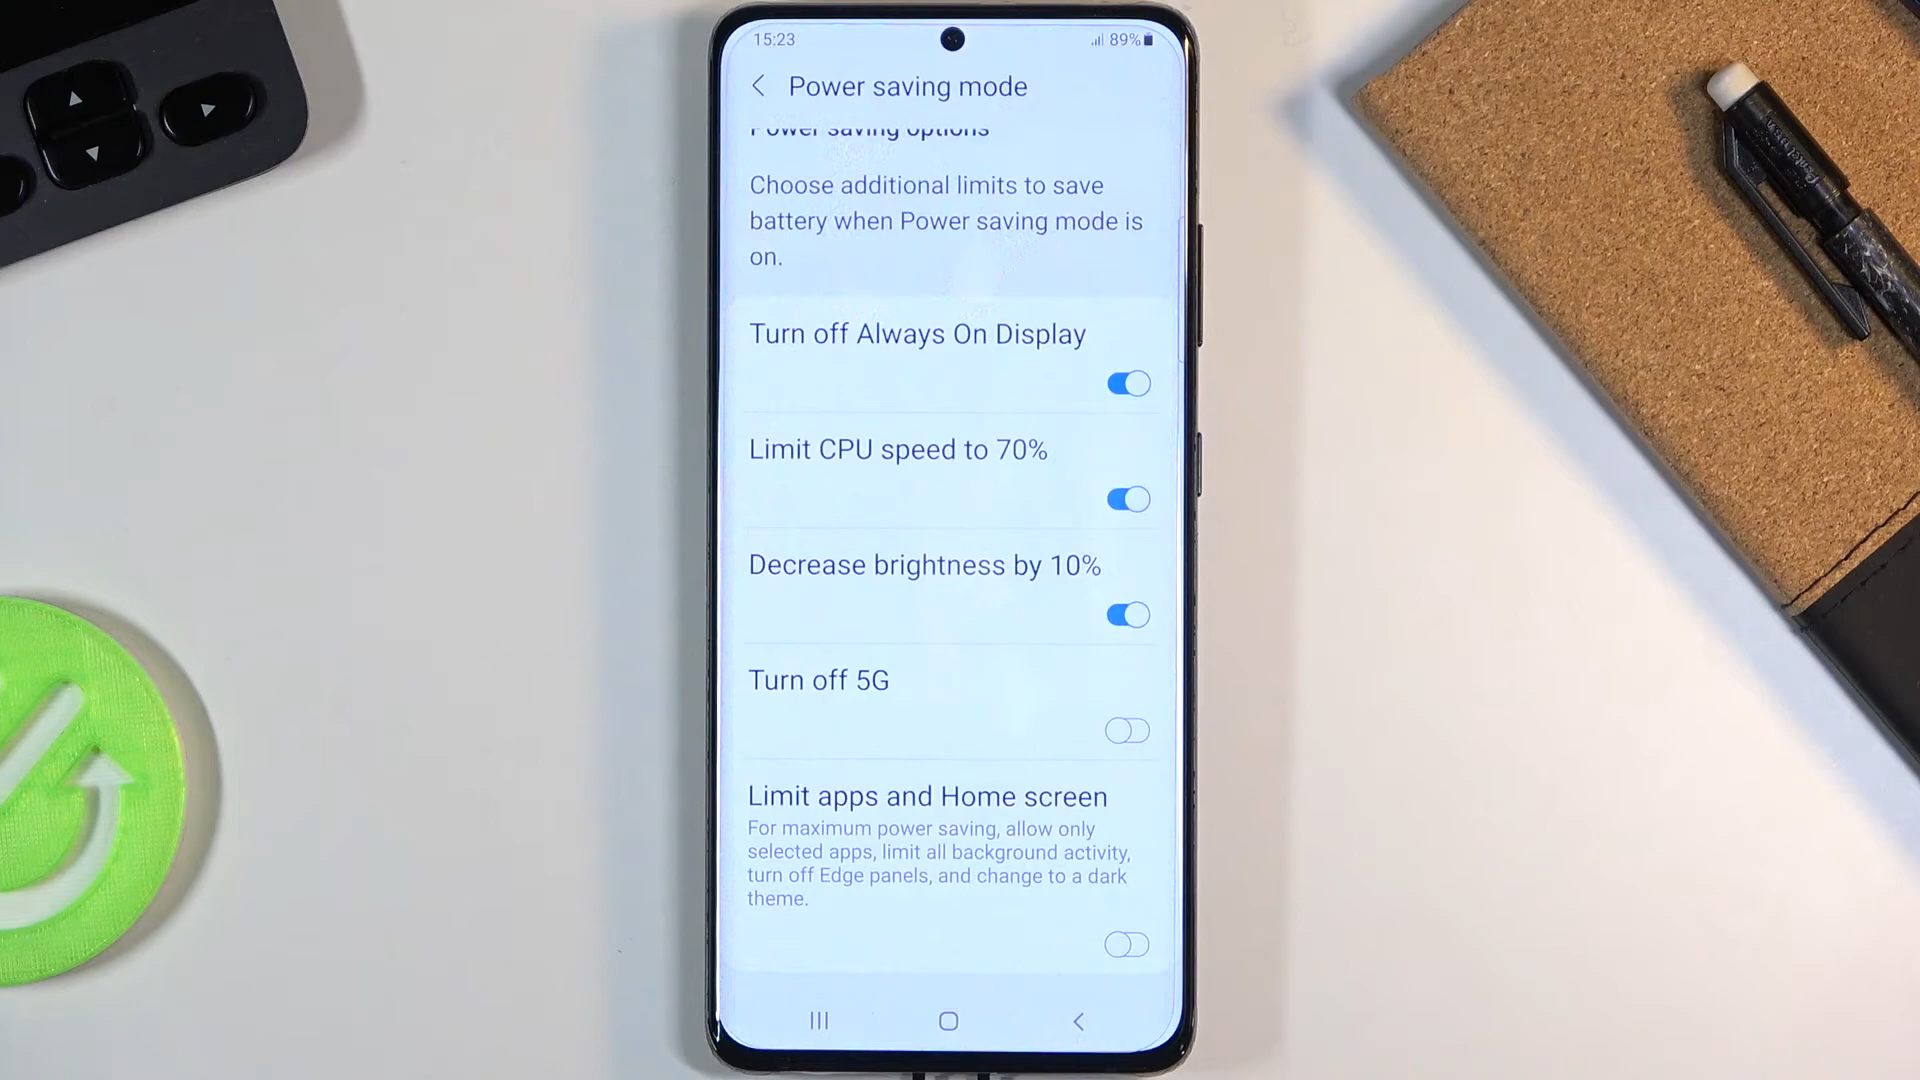 15:23
89%
Power saving mode
Power saving options
Choose additional limits to save
battery when Power saving mode is
on.
Turn off Always On Display
Limit CPU speed to 70%
Decrease brightness by 10%
Turn off 5G
Limit apps and Home screen
For maximum power saving, allow only
selected apps, limit all background activity,
turn off Edge panels, and change to a dark
theme.
Pentel